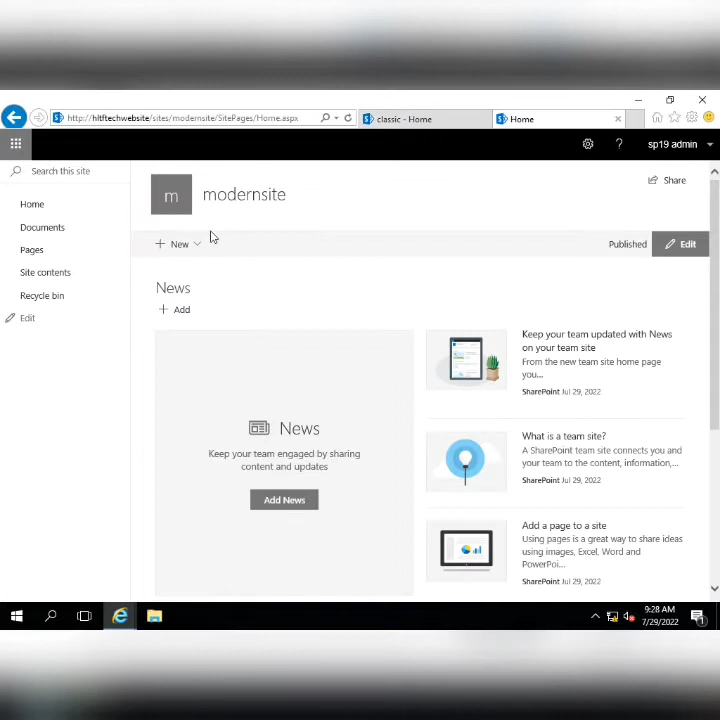 http://hltftechwebsite/sites/modernsite/SitePages/Home.aspx
classic - Home
Home
sp19 admin
Search this site
Home
Documents
Pages
Site contents
Recycle bin
Edit
m
modernsite
Share
New
Published
Edit
News
Add
News
Keep your team engaged by sharing
content and updates
Add News
Keep your team updated with News
on your team site
From the new team site home page
you...
SharePoint Jul 29, 2022
What is a team site?
A SharePoint team site connects you and
your team to the content, information,...
SharePoint Jul 29, 2022
Add a page to a site
Using pages is a great way to share ideas
using images, Excel, Word and
PowerPoi...
SharePoint Jul 29, 2022
9:28 AM
7/29/2022
1